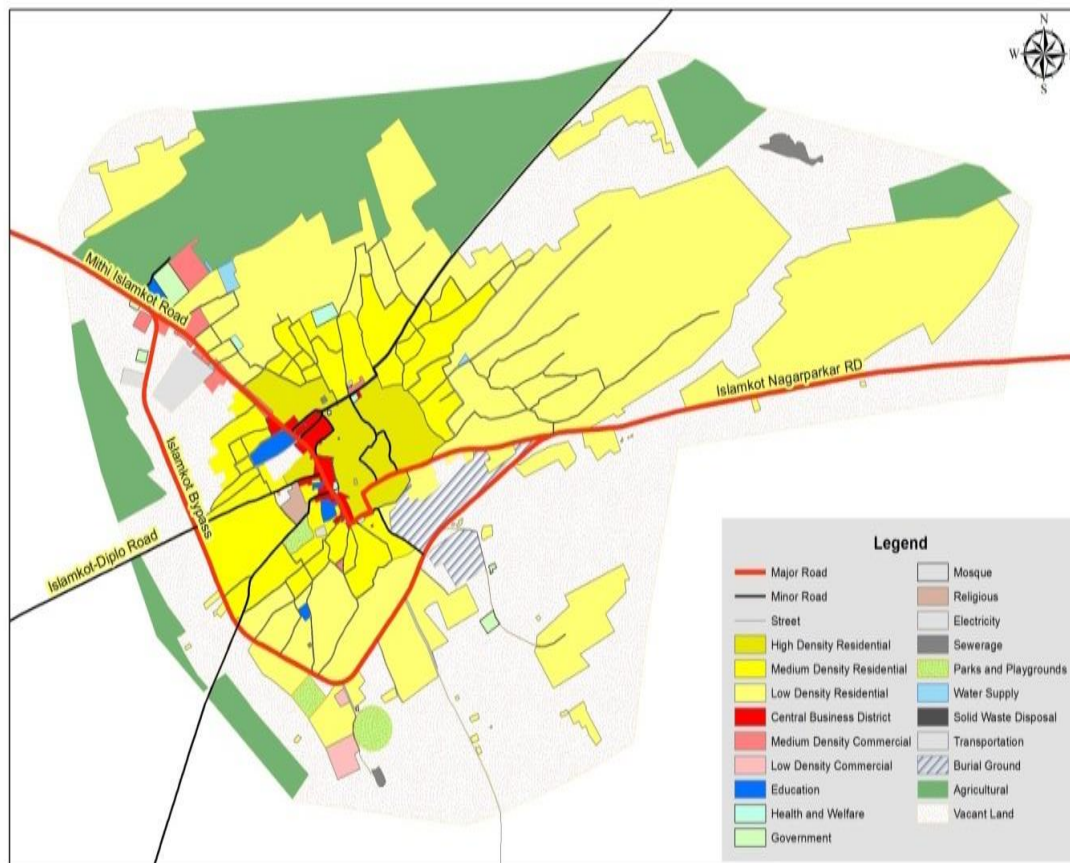 N
W
S
Mithi Islamkot Road
Islamkot Nagarparkar RD
Islamkot Bypass
Islamkot-Diplo Road
Legend
Major Road
Minor Road
Street
High Density Residential
Medium Density Residential
Low Density Residential
Central Business District
Medium Density Commercial
Low Density Commercial
Education
Health and Welfare
Government
Mosque
Religious
Electricity
Sewerage
Parks and Playgrounds
Water Supply
Solid Waste Disposal
Transportation
Burial Ground
Agricultural
Vacant Land